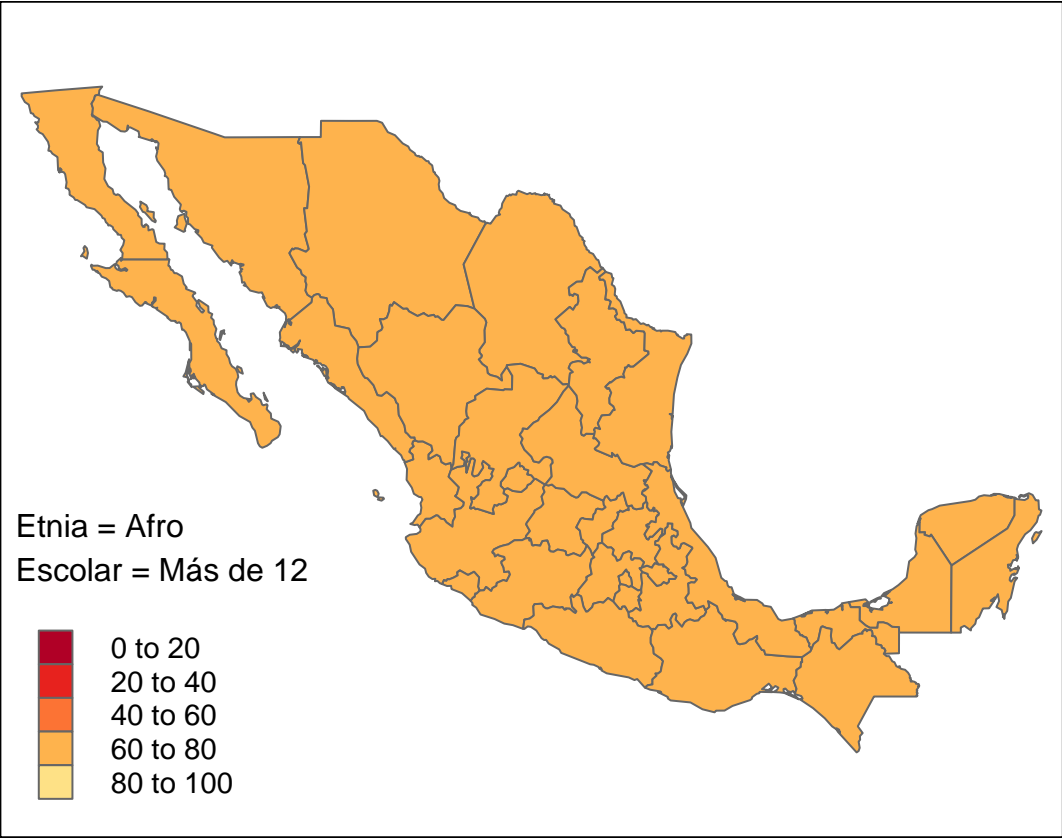 Etnia = Afro
Escolar = Más de 12
0 to 20
20 to 40
40 to 60
60 to 80
80 to 100